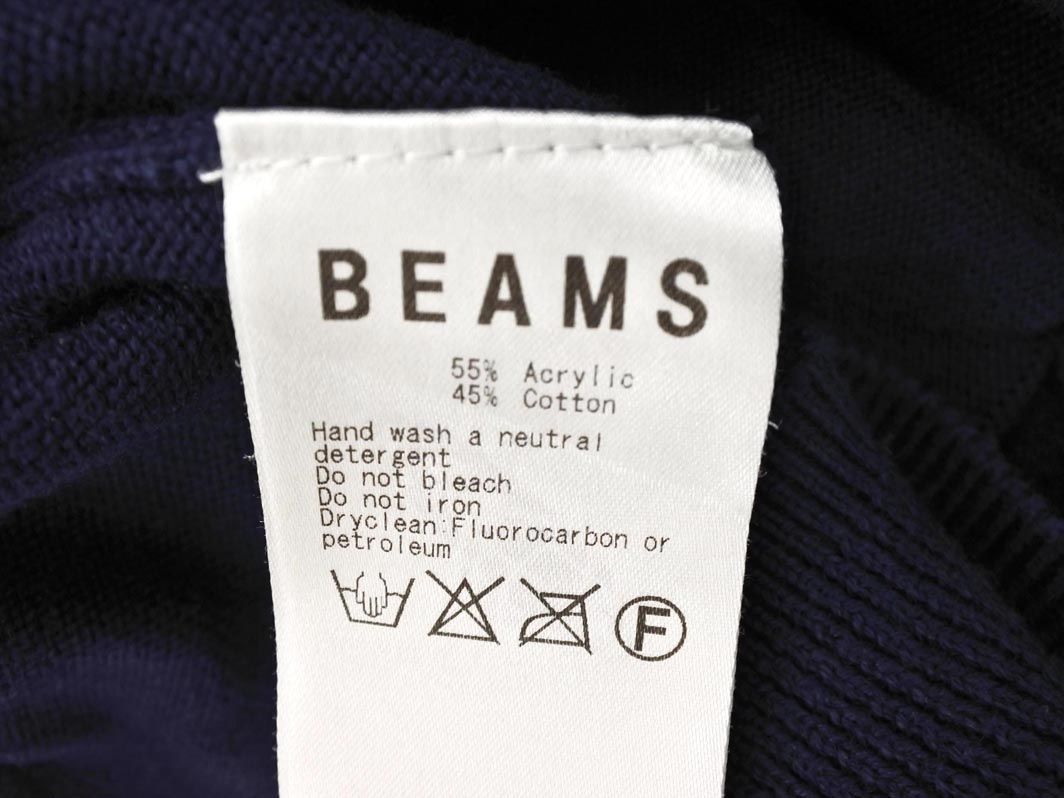 BEAMS
55% Acrylic
45% Cotton
Hand wash a neutral
detergent
Do not bleach
Do not iron
Dryclean:Fluorocarbon or
petroleum
F